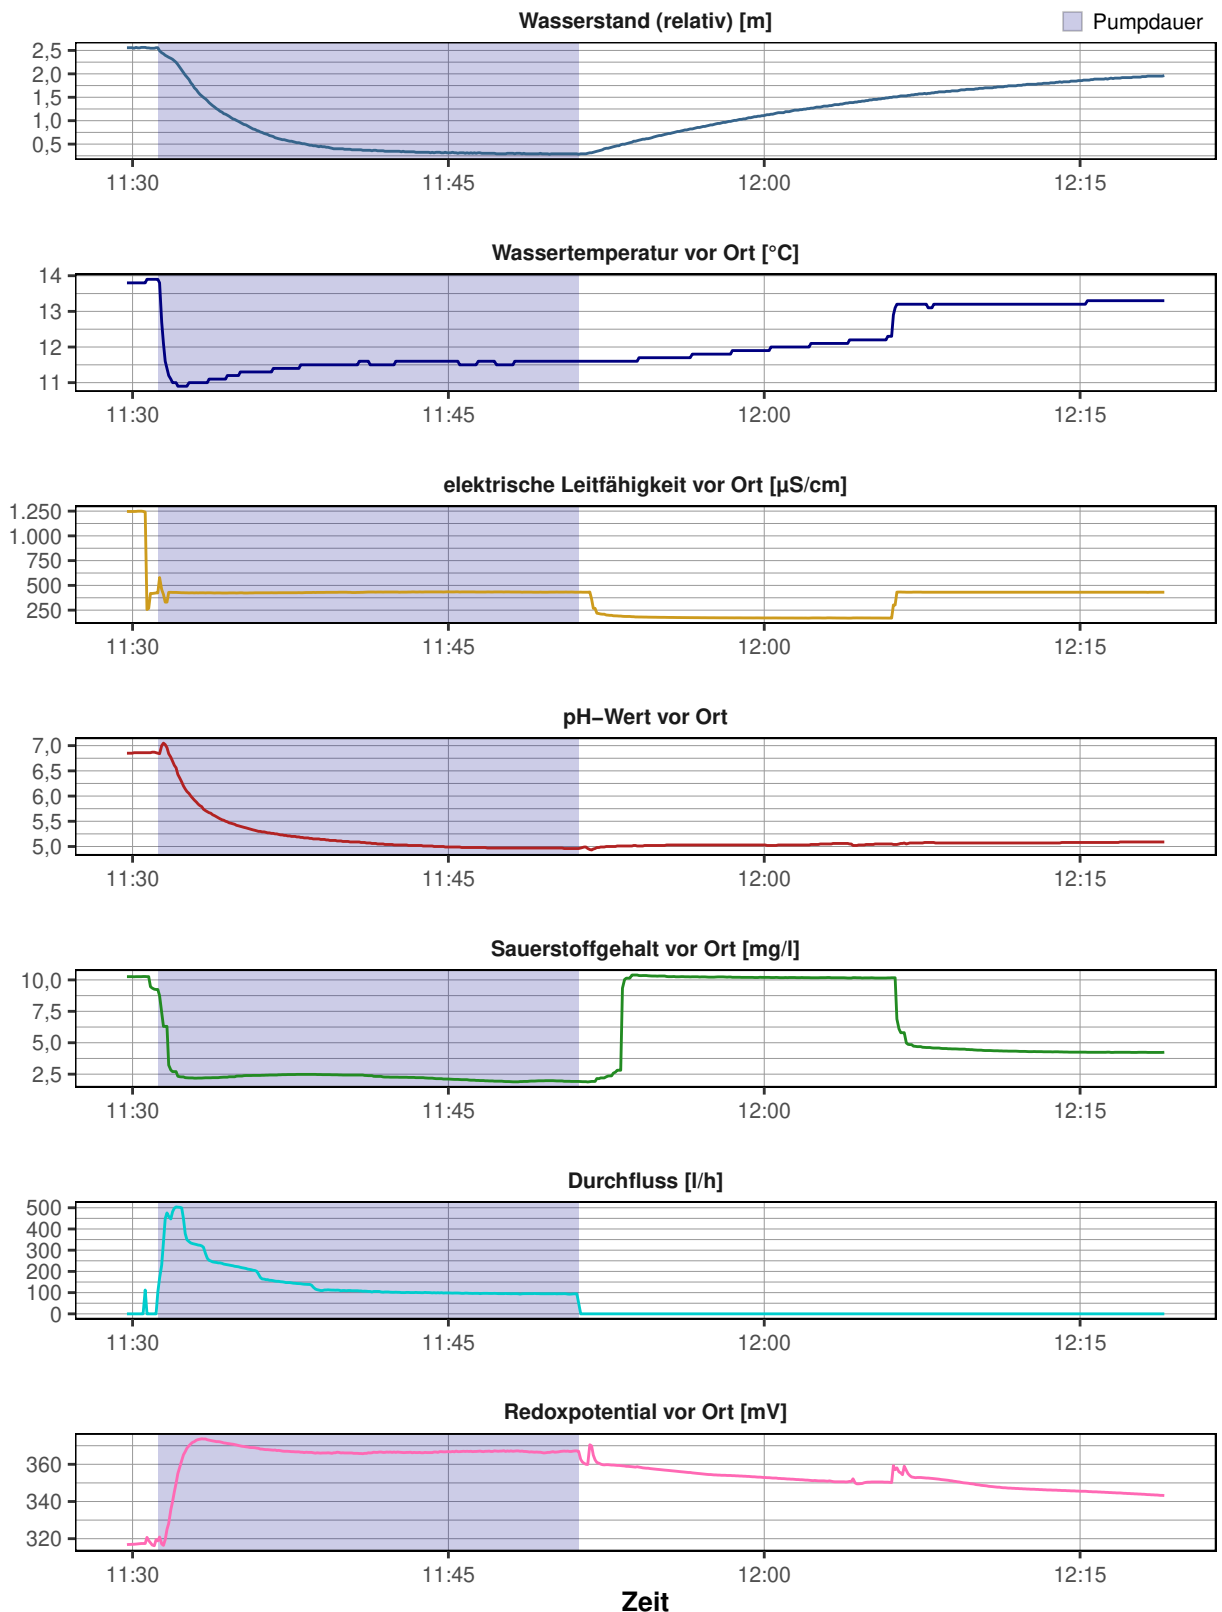 Wasserstand (relativ) [m]
Pumpdauer
2,5
2,0
1,5
1,0
0,5
11:30 11:45 12:00 12:15
Wassertemperatur vor Ort [°C]
14
13
12
11
11:30 11:45 12:00 12:15
elektrische Leitfähigkeit vor Ort [µS/cm]
1.250
1.000
750
500
250
11:30 11:45 12:00 12:15
pH−Wert vor Ort
7,0
6,5
6,0
5,5
5,0
11:30 11:45 12:00 12:15
Sauerstoffgehalt vor Ort [mg/l]
10,0
7,5
5,0
2,5
11:30 11:45 12:00 12:15
Durchfluss [l/h]
500
400
300
200
100
0
11:30 11:45 12:00 12:15
Redoxpotential vor Ort [mV]
360
340
320
11:30 11:45 12:00 12:15
Zeit